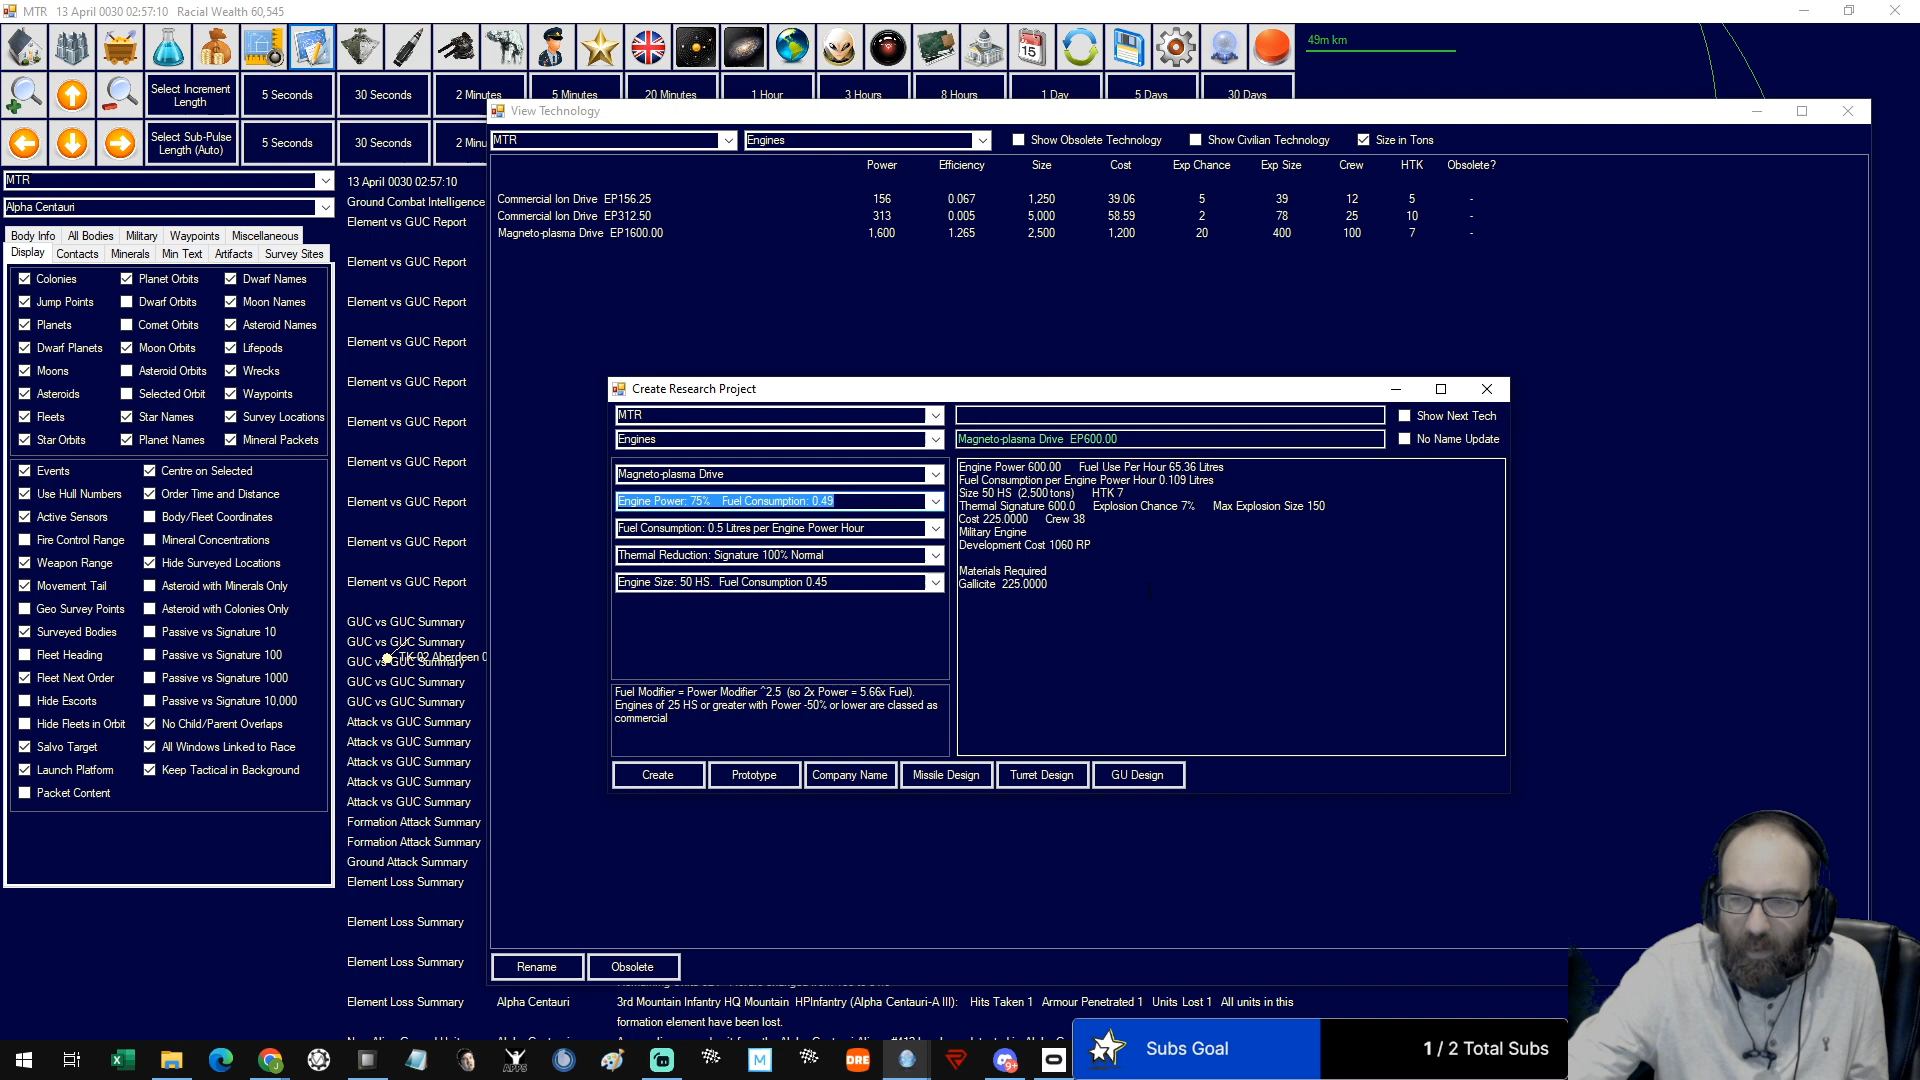 MTR   13 April 0030 02:57:10   Racial Wealth 60,545
49m km
Select Increment Length
5 Seconds
30 Seconds
2 Minutes
5 Minutes
20 Minutes
1 Hour
3 Hours
8 Hours
1 Day
5 Days
30 Days
Select Sub-Pulse Length (Auto)
5 Seconds
30 Seconds
2 Minu
MTR
Alpha Centauri
Body Info   All Bodies   Military   Waypoints   Miscellaneous
Display   Contacts   Minerals   Min Text   Artifacts   Survey Sites
Colonies   Planet Orbits   Dwarf Names
Jump Points   Dwarf Orbits   Moon Names
Planets   Comet Orbits   Asteroid Names
Dwarf Planets   Moon Orbits   Lifepods
Moons   Asteroid Orbits   Wrecks
Asteroids   Selected Orbit   Waypoints
Fleets   Star Names   Survey Locations
Star Orbits   Planet Names   Mineral Packets
Events   Centre on Selected
Use Hull Numbers   Order Time and Distance
Active Sensors   Body/Fleet Coordinates
Fire Control Range   Mineral Concentrations
Weapon Range   Hide Surveyed Locations
Movement Tail   Asteroid with Minerals Only
Geo Survey Points   Asteroid with Colonies Only
Surveyed Bodies   Passive vs Signature 10
Fleet Heading   Passive vs Signature 100
Fleet Next Order   Passive vs Signature 1000
Hide Escorts   Passive vs Signature 10,000
Hide Fleets in Orbit   No Child/Parent Overlaps
Salvo Target   All Windows Linked to Race
Launch Platform   Keep Tactical in Background
Packet Content
13 April 0030 02:57:10
Ground Combat Intelligence
Element vs GUC Report
Element vs GUC Report
Element vs GUC Report
Element vs GUC Report
Element vs GUC Report
Element vs GUC Report
Element vs GUC Report
Element vs GUC Report
Element vs GUC Report
Element vs GUC Report
GUC vs GUC Summary
GUC vs GUC Summary
GUC vs GUC Summary
TK-02 Aberdeen 0
GUC vs GUC Summary
GUC vs GUC Summary
Attack vs GUC Summary
Attack vs GUC Summary
Attack vs GUC Summary
Attack vs GUC Summary
Attack vs GUC Summary
Formation Attack Summary
Formation Attack Summary
Ground Attack Summary
Element Loss Summary
Element Loss Summary
Element Loss Summary
Element Loss Summary   Alpha Centauri   3rd Mountain Infantry HQ Mountain   HPInfantry (Alpha Centauri-A III):   Hits Taken 1   Armour Penetrated 1   Units Lost 1   All units in this
formation element have been lost.
View Technology
MTR
Engines
Show Obsolete Technology
Show Civilian Technology
Size in Tons
Power   Efficiency   Size   Cost   Exp Chance   Exp Size   Crew   HTK   Obsolete?
Commercial Ion Drive   EP156.25   156   0.067   1,250   39.06   5   39   12   5   -
Commercial Ion Drive   EP312.50   313   0.005   5,000   58.59   2   78   25   10   -
Magneto-plasma Drive   EP1600.00   1,600   1.265   2,500   1,200   20   400   100   7   -
Rename   Obsolete
Create Research Project
MTR
Show Next Tech
Engines
Magneto-plasma Drive   EP600.00
No Name Update
Magneto-plasma Drive
Engine Power: 75%   Fuel Consumption: 0.49
Fuel Consumption: 0.5 Litres per Engine Power Hour
Thermal Reduction: Signature 100% Normal
Engine Size: 50 HS.   Fuel Consumption 0.45
Engine Power 600.00   Fuel Use Per Hour 65.36 Litres
Fuel Consumption per Engine Power Hour 0.109 Litres
Size 50 HS   (2,500 tons)   HTK 7
Thermal Signature 600.0   Explosion Chance 7%   Max Explosion Size 150
Cost 225.0000   Crew 38
Military Engine
Development Cost 1060 RP
Materials Required
Gallicite   225.0000
Fuel Modifier = Power Modifier ^2.5   (so 2x Power = 5.66x Fuel).
Engines of 25 HS or greater with Power -50% or lower are classed as
commercial
Create   Prototype   Company Name   Missile Design   Turret Design   GU Design
APPS
M
DRE
9+
Subs Goal
1 / 2 Total Subs